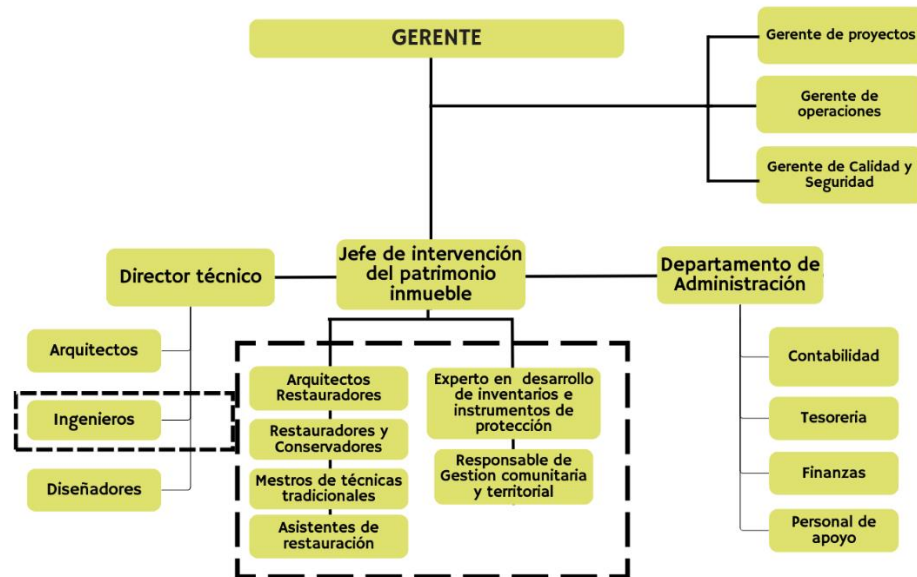 GERENTE
Gerente de proyectos
Gerente de
operaciones
Gerente de Calidad y
Seguridad
Director técnico
Jefe de intervención
del patrimonio
inmueble
Departamento de
Administración
Arquitectos
Ingenieros
Diseñadores
Arquitectos
Restauradores
Restauradores y
Conservadores
Mestros de técnicas
tradicionales
Asistentes de
restauración
Experto en desarrollo
de inventarios e
instrumentos de
protección
Responsable de
Gestion comunitaria
y territorial
Contabilidad
Tesorería
Finanzas
Personal de
apoyo